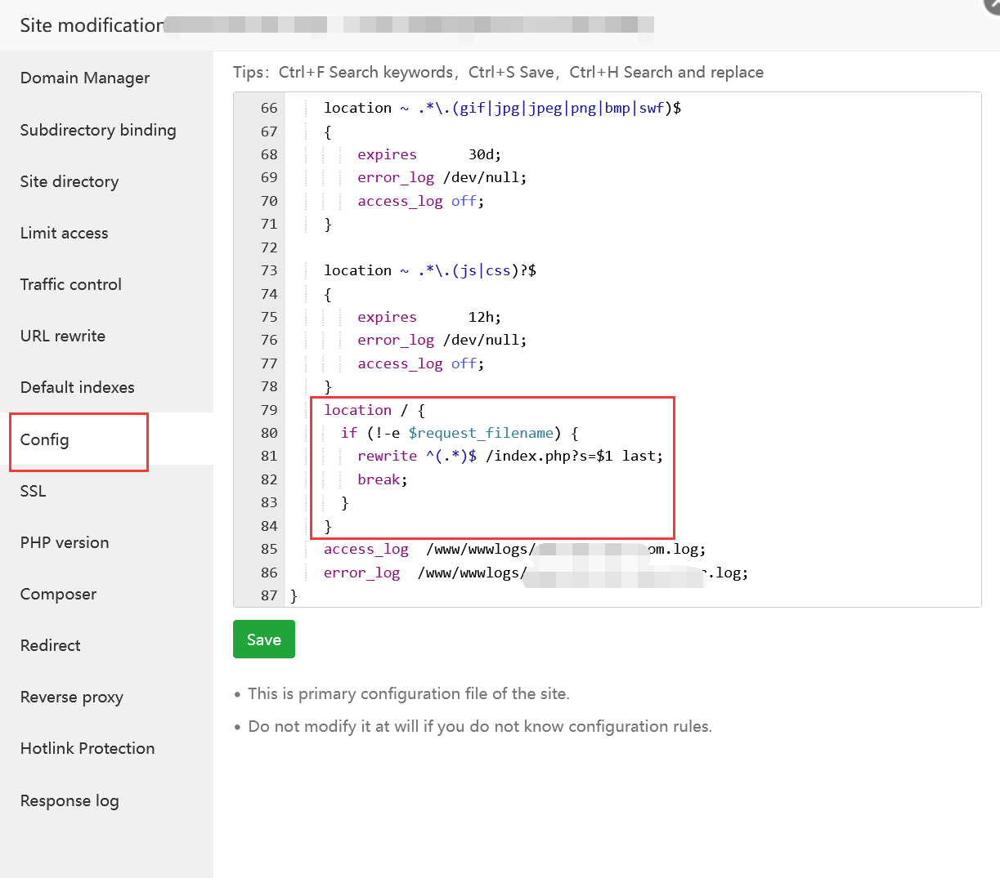 Site modification
Domain Manager
Subdirectory binding
Site directory
Limit access
Traffic control
URL rewrite
Default indexes
Config
SSL
PHP version
Composer
Redirect
Reverse proxy
Hotlink Protection
Response log
Tips： Ctrl+F Search keywords， Ctrl+S Save， Ctrl+H Search and replace
66 location ~ .*\.(gif|jpg|jpeg|png|bmp|swf)$
67 {
68 expires      30d;
69 error_log /dev/null;
70 access_log off;
71 }
72
73 location ~ .*\.(js|css)?$
74 {
75 expires      12h;
76 error_log /dev/null;
77 access_log off;
78 }
79 location / {
80 if (!-e $request_filename) {
81 rewrite ^(.*)$ /index.php?s=$1 last;
82 break;
83 }
84 }
85 access_log  /www/wwwlogs/ om.log;
86 error_log  /www/wwwlogs/ .log;
87 }
Save
• This is primary configuration file of the site.
• Do not modify it at will if you do not know configuration rules.